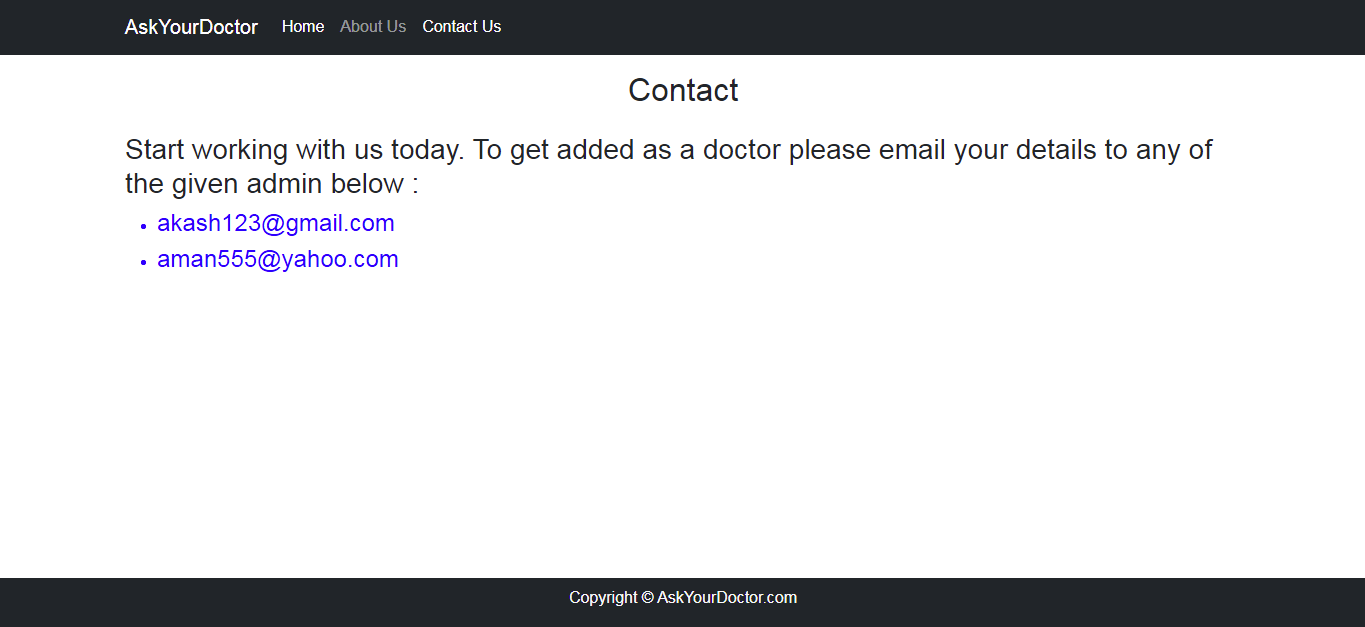 AskYourDoctor Home About Us Contact Us
Contact
Start working with us today. To get added as a doctor please email your details to any of
the given admin below :
• akash123@gmail.com
• aman555@yahoo.com
Copyright © AskYourDoctor.com